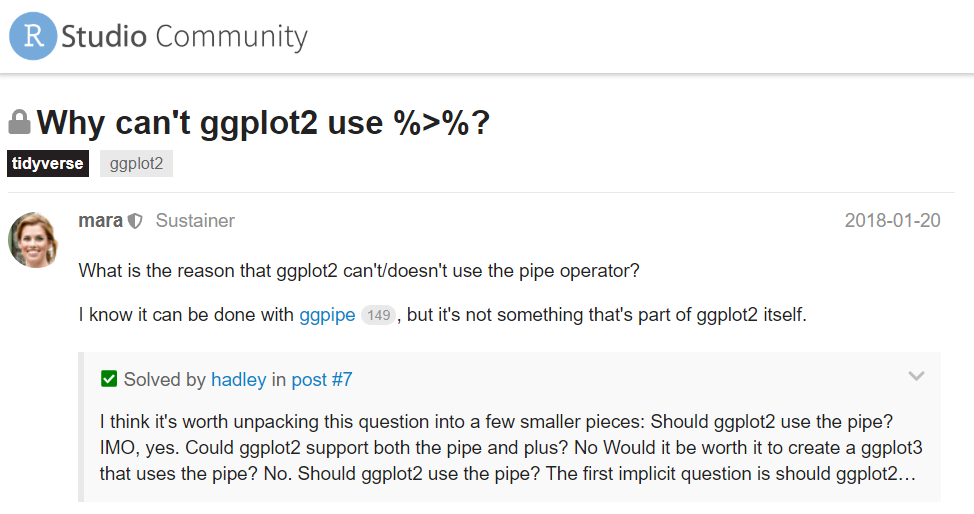 R Studio Community
Why can't ggplot2 use %>%?
tidyverse ggplot2
mara Sustainer 2018-01-20
What is the reason that ggplot2 can't/doesn't use the pipe operator?
I know it can be done with ggpipe 149, but it's not something that's part of ggplot2 itself.
Solved by hadley in post #7
I think it's worth unpacking this question into a few smaller pieces: Should ggplot2 use the pipe?
IMO, yes. Could ggplot2 support both the pipe and plus? No Would it be worth it to create a ggplot3
that uses the pipe? No. Should ggplot2 use the pipe? The first implicit question is should ggplot2…